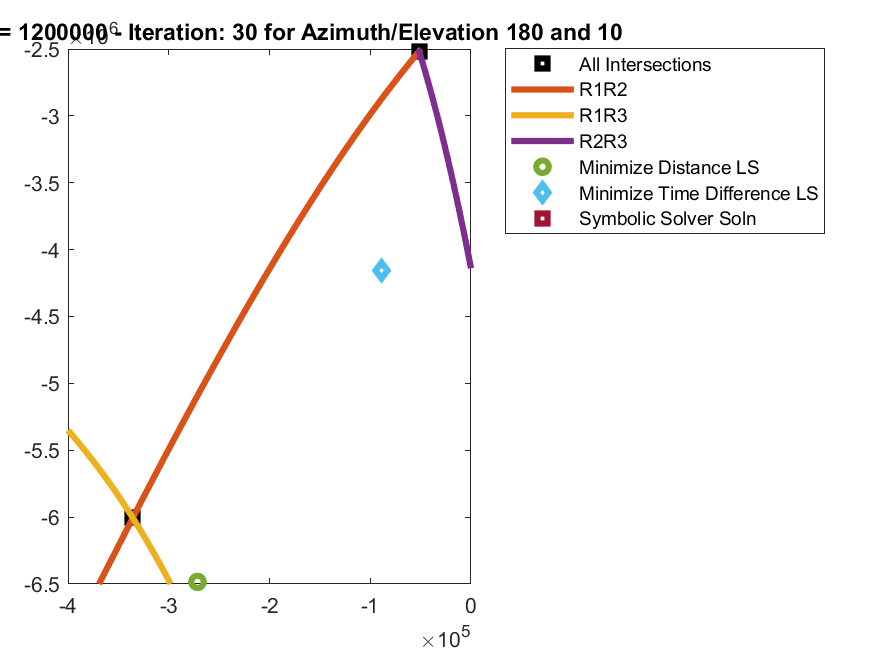 = 1200000 - Iteration: 30 for Azimuth/Elevation 180 and 10
×10^6
-2.5
-3
-3.5
-4
-4.5
-5
-5.5
-6
-6.5
-4
-3
-2
-1
0
×10^5
All Intersections
R1R2
R1R3
R2R3
Minimize Distance LS
Minimize Time Difference LS
Symbolic Solver Soln